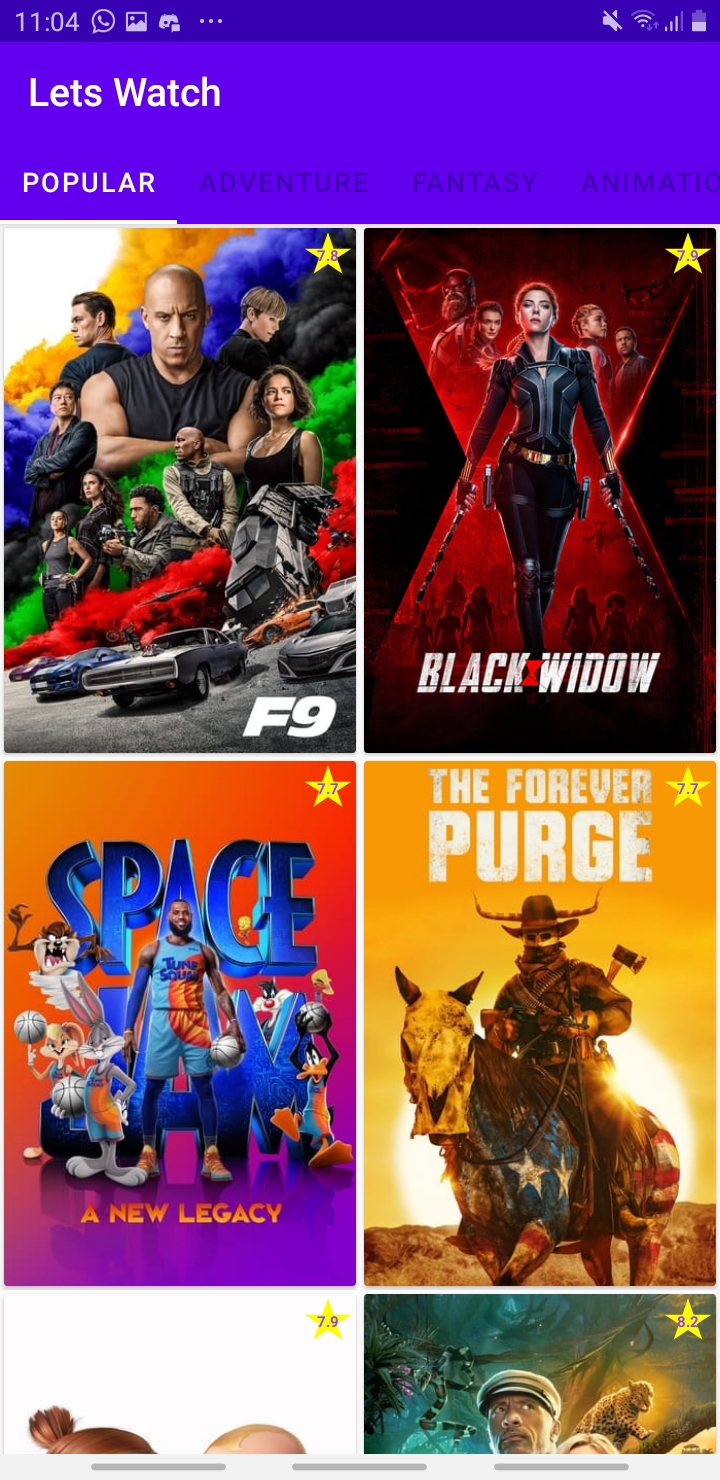 11:04
Lets Watch
POPULAR ADVENTURE FANTASY ANIMATIO
7.8
F9
7.9
BLACK WIDOW
7.7
SPACE
JAM
TUNE
SQUAD
A NEW LEGACY
7.7
THE FOREVER
PURGE
7.9
8.2